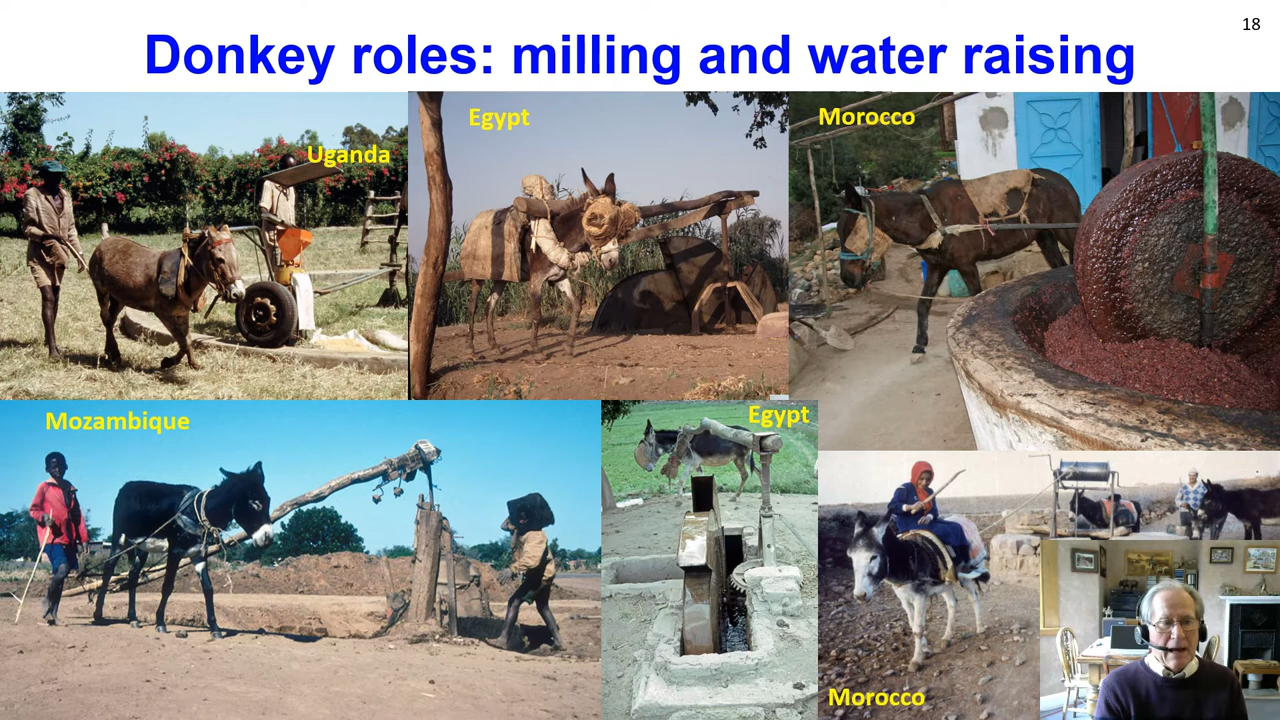 18
Donkey roles: milling and water raising
Uganda
Egypt
Morocco
Mozambique
Egypt
Morocco